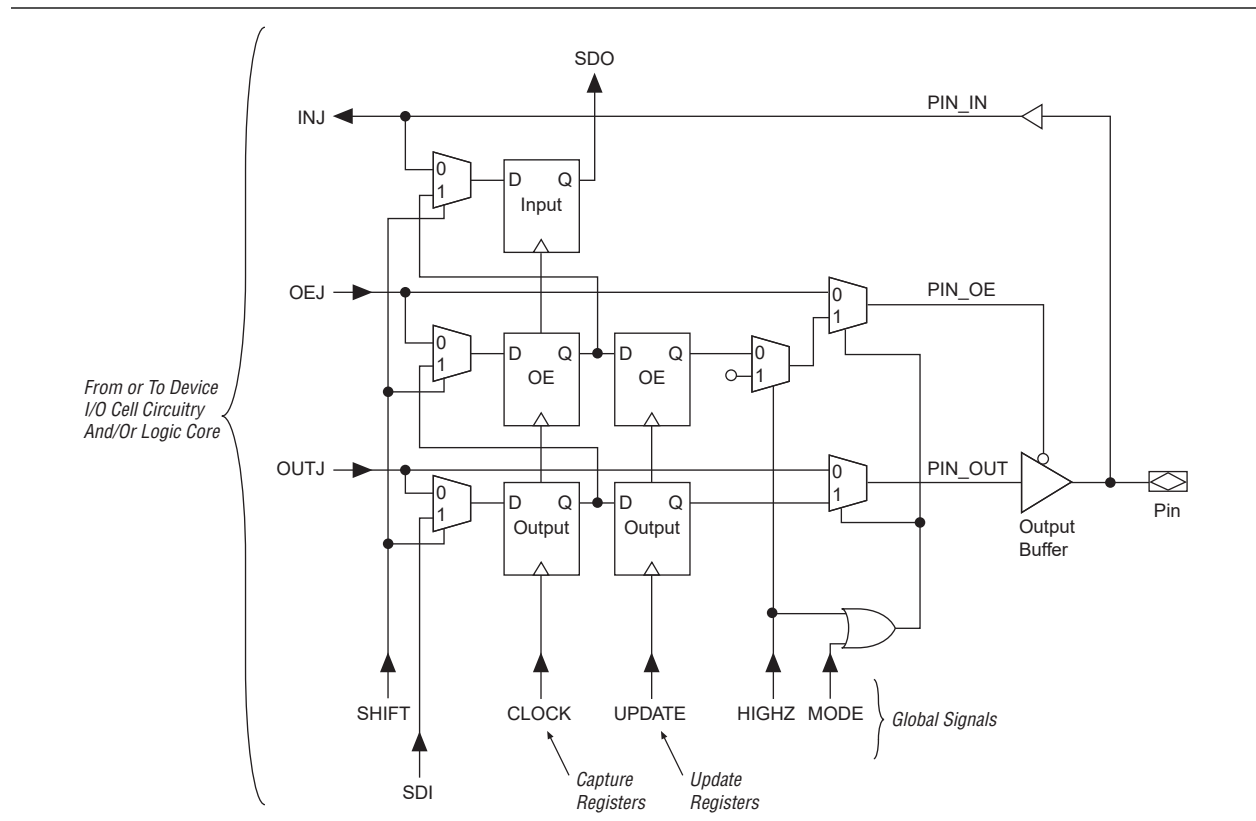 SDO
INJ
PIN_IN
0
1
D Q
Input
OEJ
0
1
PIN_OE
0
1
D Q
OE
D Q
OE
0
1
From or To Device
I/O Cell Circuitry
And/Or Logic Core
OUTJ
0
1
PIN_OUT
0
1
D Q
Output
D Q
Output
Output
Buffer
Pin
SHIFT
CLOCK
UPDATE
HIGHZ
MODE
Global Signals
SDI
Capture
Registers
Update
Registers